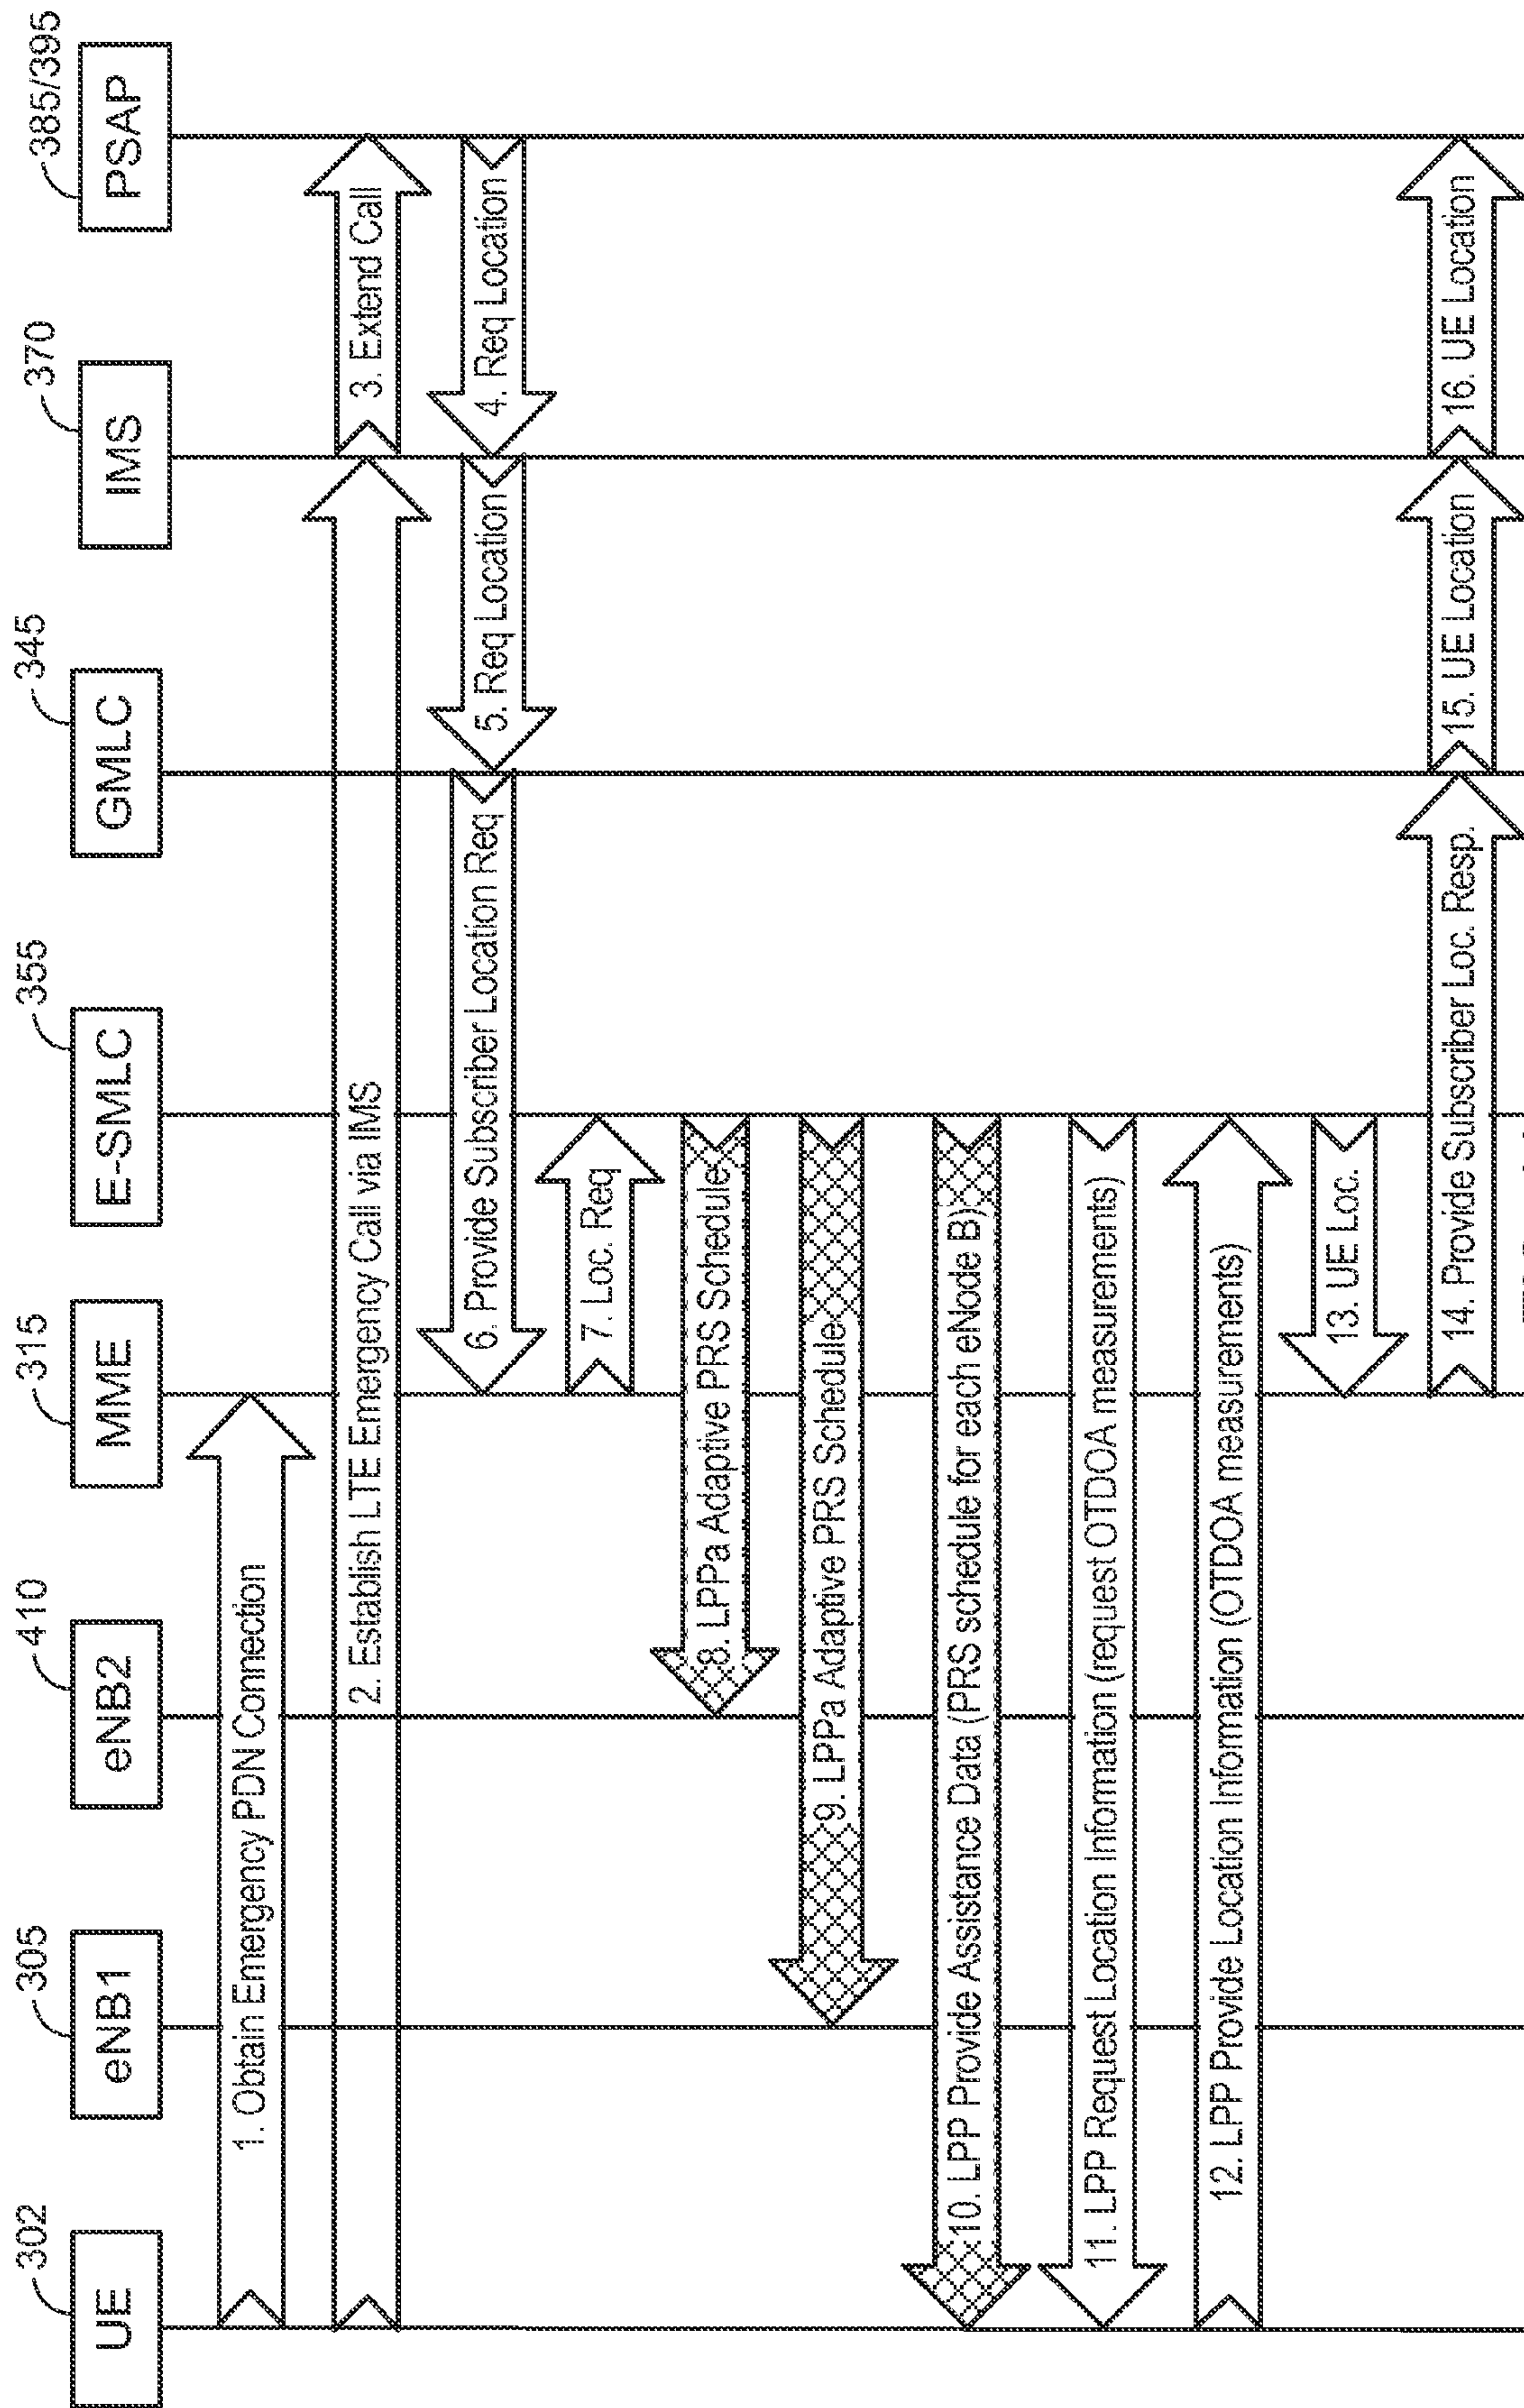 302
UE
305
eNB1
410
eNB2
315
MME
355
E-SMLC
345
GMLC
370
IMS
385/395
PSAP
1. Obtain Emergency PDN Connection
2. Establish LTE Emergency Call via IMS
3. Extend Call
4. Req Location
5. Req Location
6. Provide Subscriber Location Req
7. Loc. Req
8. LPPa Adaptive PRS Schedule
9. LPPa Adaptive PRS Schedule
10. LPP Provide Assistance Data (PRS schedule for each eNode B)
11. LPP Request Location Information (request OTDOA measurements)
12. LPP Provide Location Information (OTDOA measurements)
13. UE Loc.
14. Provide Subscriber Loc. Resp.
15. UE Location
16. UE Location